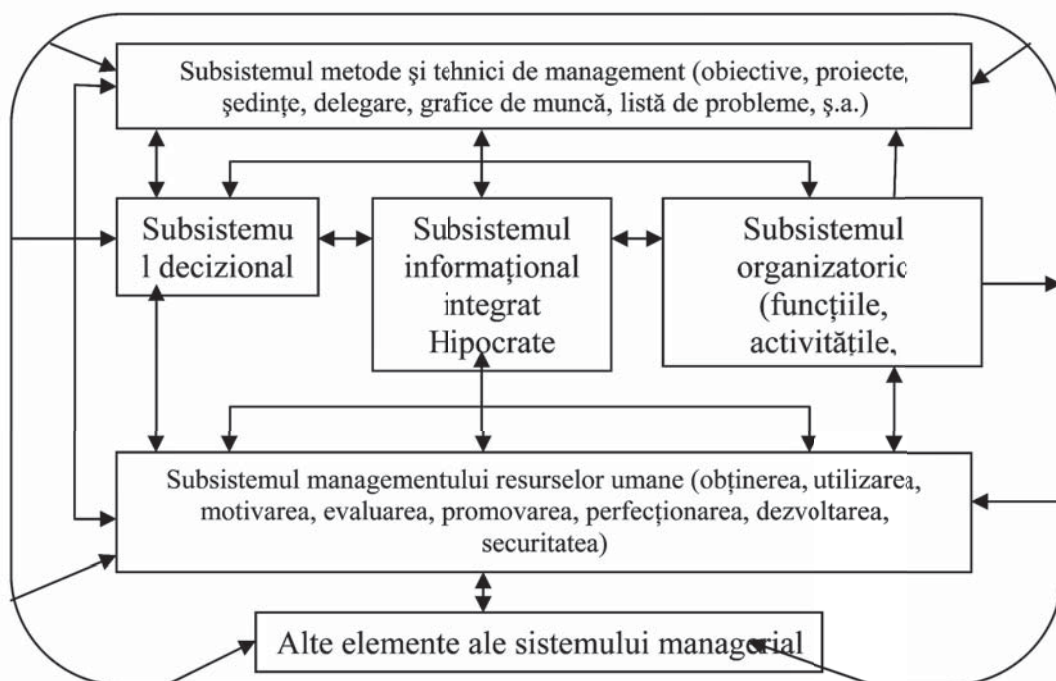 Subsistemul metode şi tehnici de management (obiective, proiecte,
şedinţe, delegare, grafice de muncă, listă de probleme, ş.a.)
Subsistemu
l decizional
Subsistemul
informaţional
integrat
Hipocrate
Subsistemul
organizatoric
(funcţiile,
activităţile,
Subsistemul managementului resurselor umane (obţinerea, utilizarea,
motivarea, evaluarea, promovarea, perfecţionarea, dezvoltarea,
securitatea)
Alte elemente ale sistemului managerial